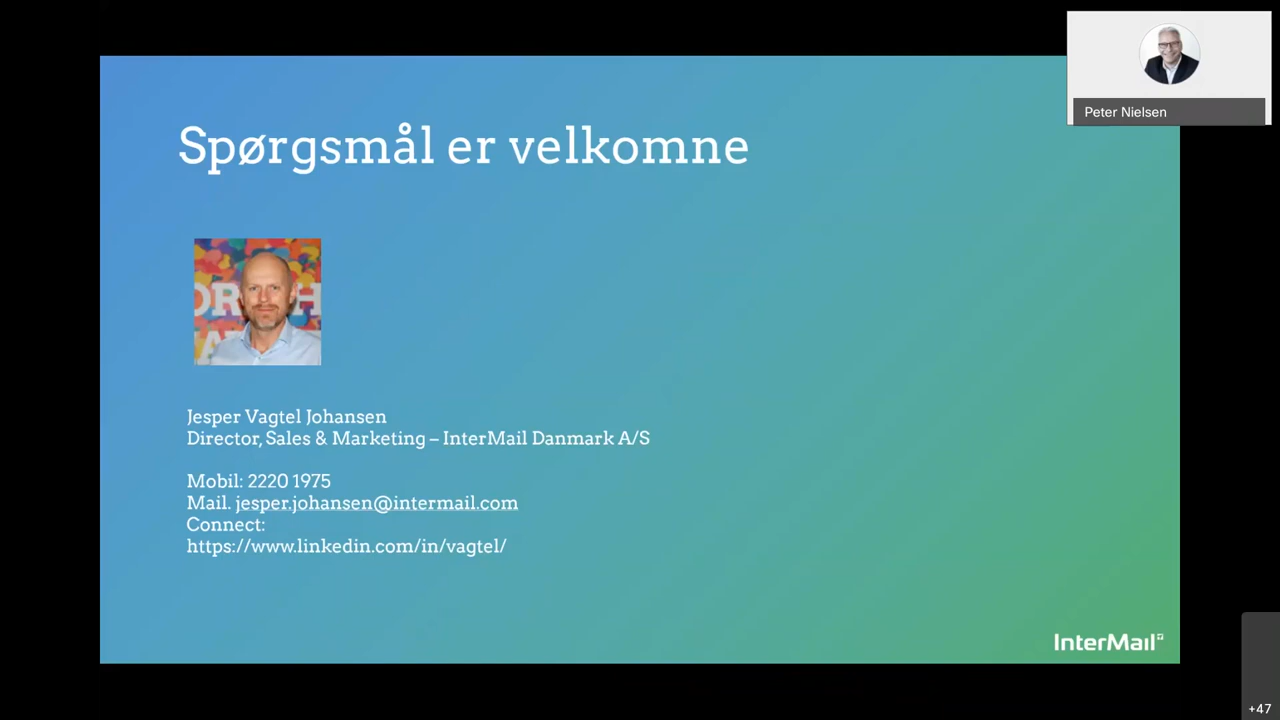 Peter Nielsen
Spørgsmål er velkomne
Jesper Vagtel Johansen
Director, Sales & Marketing – InterMail Danmark A/S
Mobil: 2220 1975
Mail. jesper.johansen@intermail.com
Connect:
https://www.linkedin.com/in/vagtel/
InterMail
+47